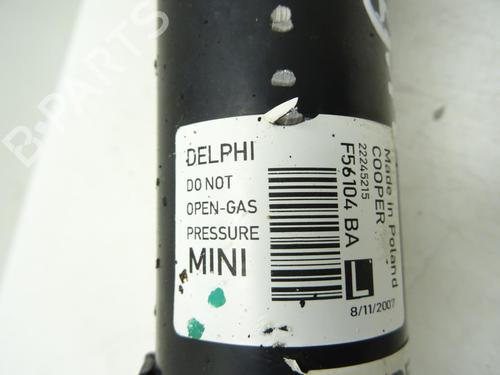 B-PARTS
DELPHI
DO NOT
OPEN-GAS
PRESSURE
MINI
Made in Poland
COOPER
22245215
F56104 BA
L
8/11/2007